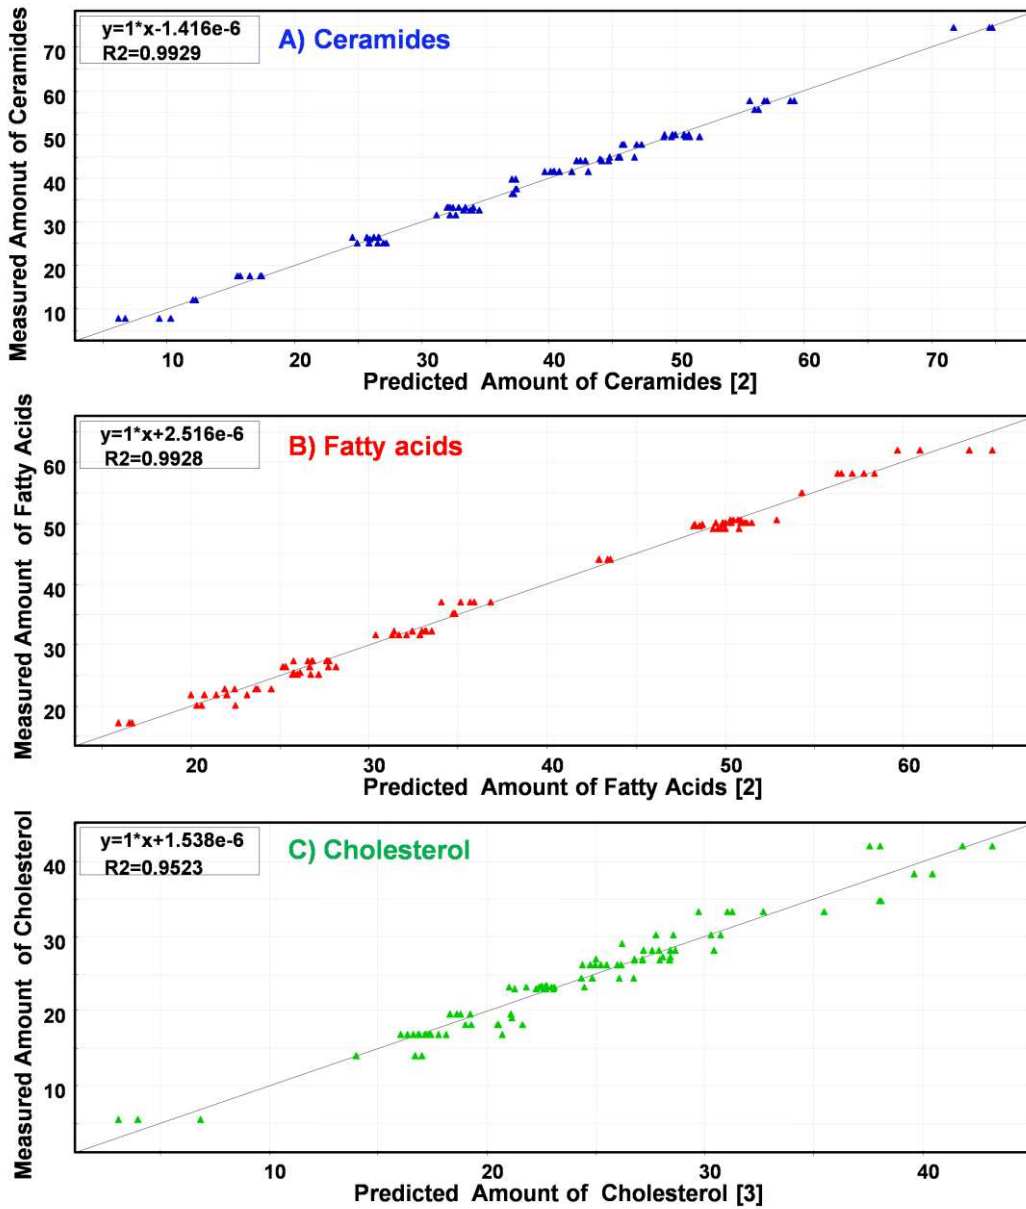 y=1*x-1.416e-6
R2=0.9929
A) Ceramides
Measured Amonut of Ceramides
70
60
50
40
30
20
10
10 20 30 40 50 60 70
Predicted Amount of Ceramides [2]
y=1*x+2.516e-6
R2=0.9928
B) Fatty acids
Measured Amount of Fatty Acids
60
50
40
30
20
20 30 40 50 60
Predicted Amount of Fatty Acids [2]
y=1*x+1.538e-6
R2=0.9523
C) Cholesterol
Measured Amount of Cholesterol
40
30
20
10
10 20 30 40
Predicted Amount of Cholesterol [3]